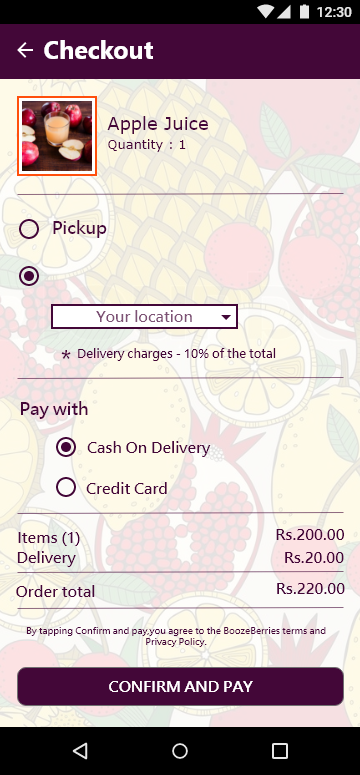 12:30
Checkout
Apple Juice
Quantity : 1
Pickup
Your location
* Delivery charges - 10% of the total
Pay with
Cash On Delivery
Credit Card
Items (1) Rs.200.00
Delivery Rs.20.00
Order total Rs.220.00
By tapping Confirm and pay,you agree to the BoozeBerries terms and
Privacy Policy.
CONFIRM AND PAY